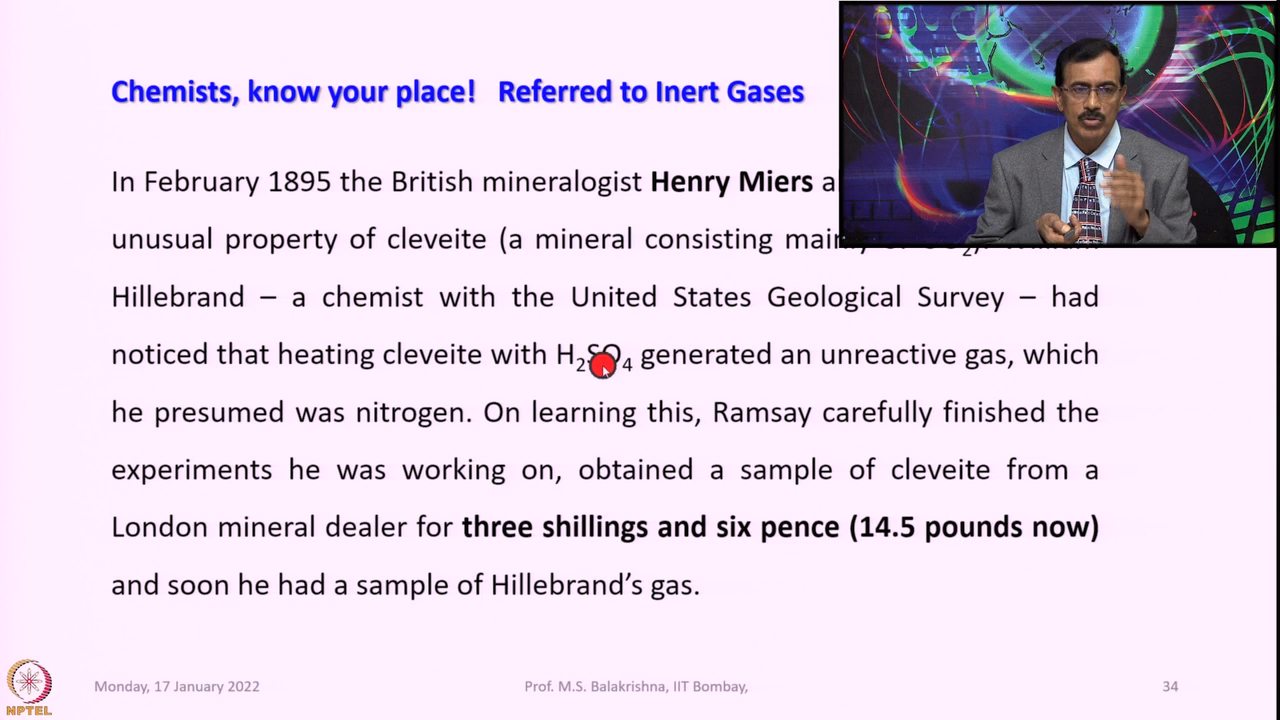 Chemists, know your place! Referred to Inert Gases
In February 1895 the British mineralogist Henry Miers a
unusual property of cleveite (a mineral consisting
Hillebrand – a chemist with the United States Geological Survey – had
noticed that heating cleveite with H₂SO₄ generated an unreactive gas, which
he presumed was nitrogen. On learning this, Ramsay carefully finished the
experiments he was working on, obtained a sample of cleveite from a
London mineral dealer for three shillings and six pence (14.5 pounds now)
and soon he had a sample of Hillebrand's gas.
NPTEL
Monday, 17 January 2022
Prof. M.S. Balakrishna, IIT Bombay,
34